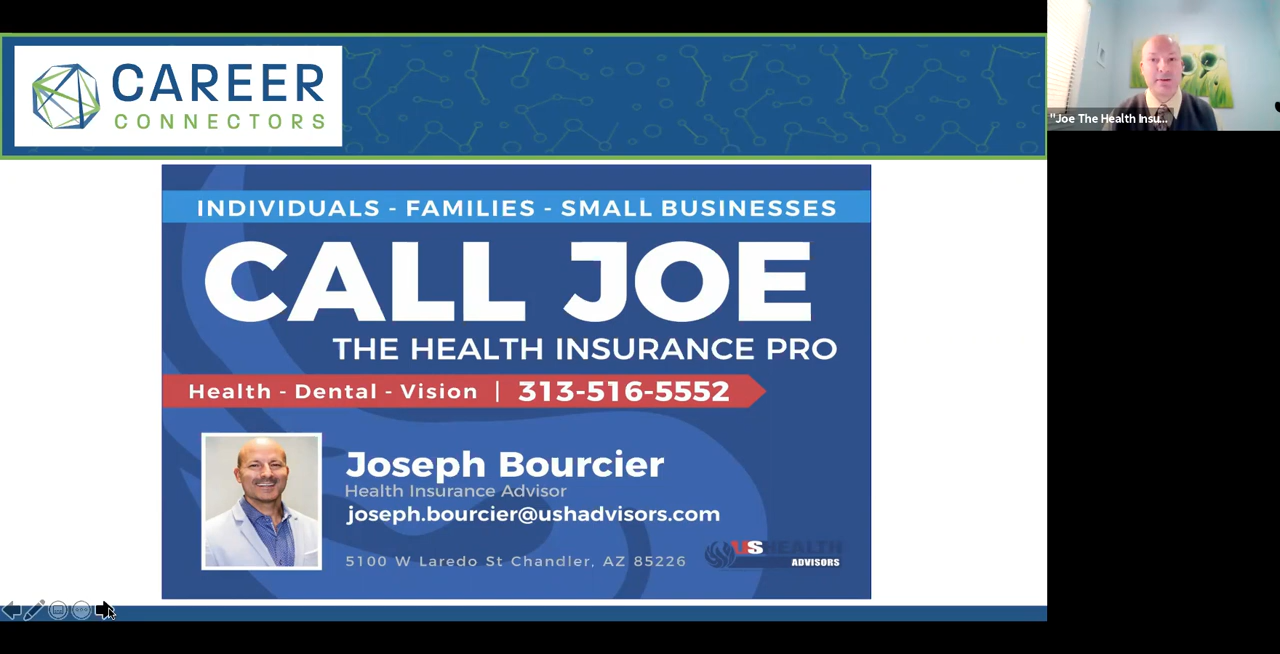 CAREER
CONNECTORS
"Joe The Health Insu...
INDIVIDUALS - FAMILIES - SMALL BUSINESSES
CALL JOE
THE HEALTH INSURANCE PRO
Health - Dental - Vision | 313-516-5552
Joseph Bourcier
Health Insurance Advisor
joseph.bourcier@ushadvisors.com
5100 W Laredo St Chandler, AZ 85226
USHEALTH
ADVISORS